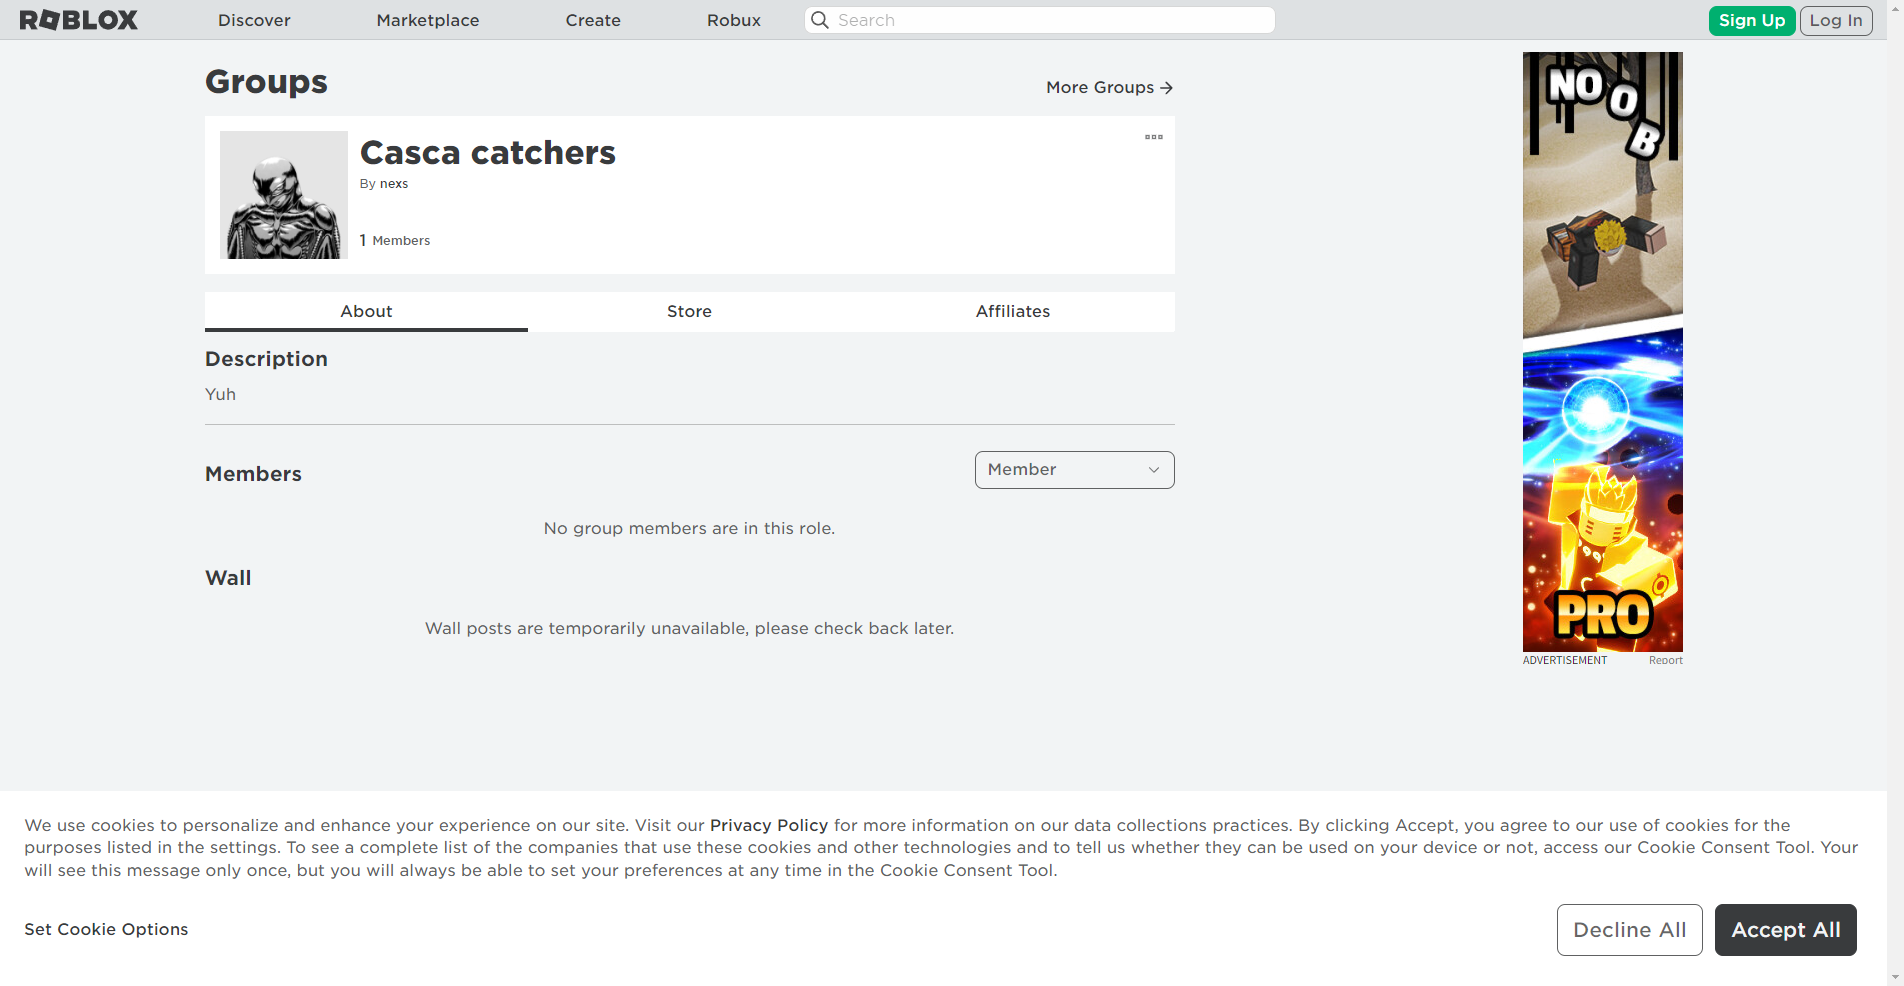 ROBLOX
Discover
Marketplace
Create
Robux
Search
Sign Up
Log In
Groups
More Groups
Casca catchers
By nexs
1 Members
About
Store
Affiliates
Description
Yuh
Members
Member
No group members are in this role.
Wall
Wall posts are temporarily unavailable, please check back later.
NOOB
PRO
ADVERTISEMENT
Report
We use cookies to personalize and enhance your experience on our site. Visit our Privacy Policy for more information on our data collections practices. By clicking Accept, you agree to our use of cookies for the
purposes listed in the settings. To see a complete list of the companies that use these cookies and other technologies and to tell us whether they can be used on your device or not, access our Cookie Consent Tool. Your
will see this message only once, but you will always be able to set your preferences at any time in the Cookie Consent Tool.
Set Cookie Options
Decline All
Accept All